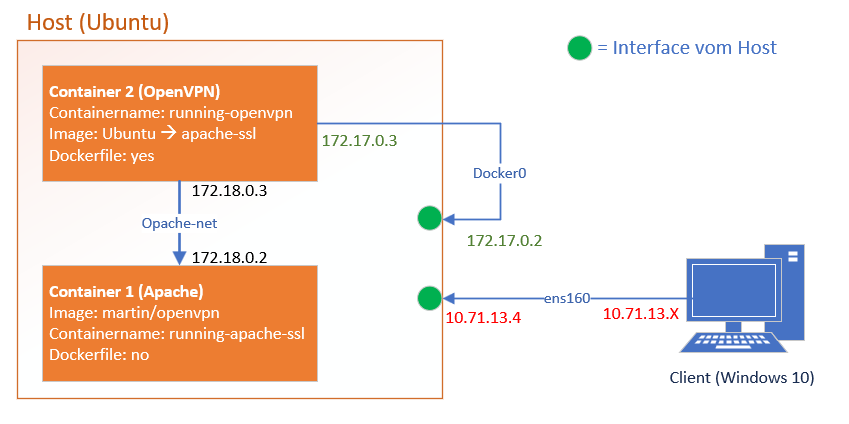 Host (Ubuntu)
= Interface vom Host
Container 2 (OpenVPN)
Containername: running-openvpn
Image: Ubuntu → apache-ssl
Dockerfile: yes
172.17.0.3
Docker0
172.18.0.3
Opache-net
172.17.0.2
172.18.0.2
Container 1 (Apache)
Image: martin/openvpn
Containername: running-apache-ssl
Dockerfile: no
ens160
10.71.13.4
10.71.13.X
Client (Windows 10)